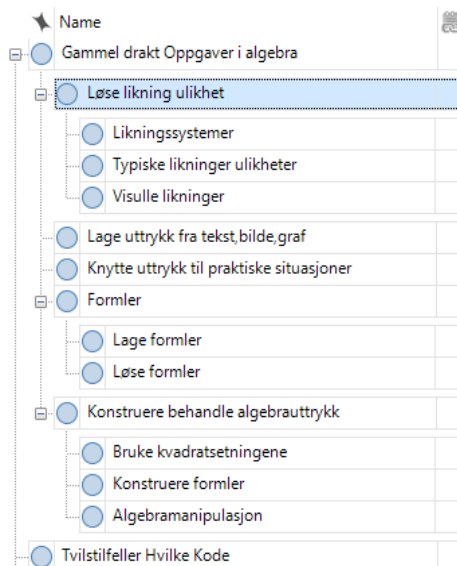 Name
Gammel drakt Oppgaver i algebra
Løse likning ulikhet
Likningssystemer
Typiske likninger ulikheter
Visulle likninger
Lage uttrykk fra tekst,bilde,graf
Knytte uttrykk til praktiske situasjoner
Formler
Lage formler
Løse formler
Konstruere behandle algebrauttrykk
Bruke kvadratsetningene
Konstruere formler
Algebramanipulasjon
Tvilstilfeller Hvilke Kode